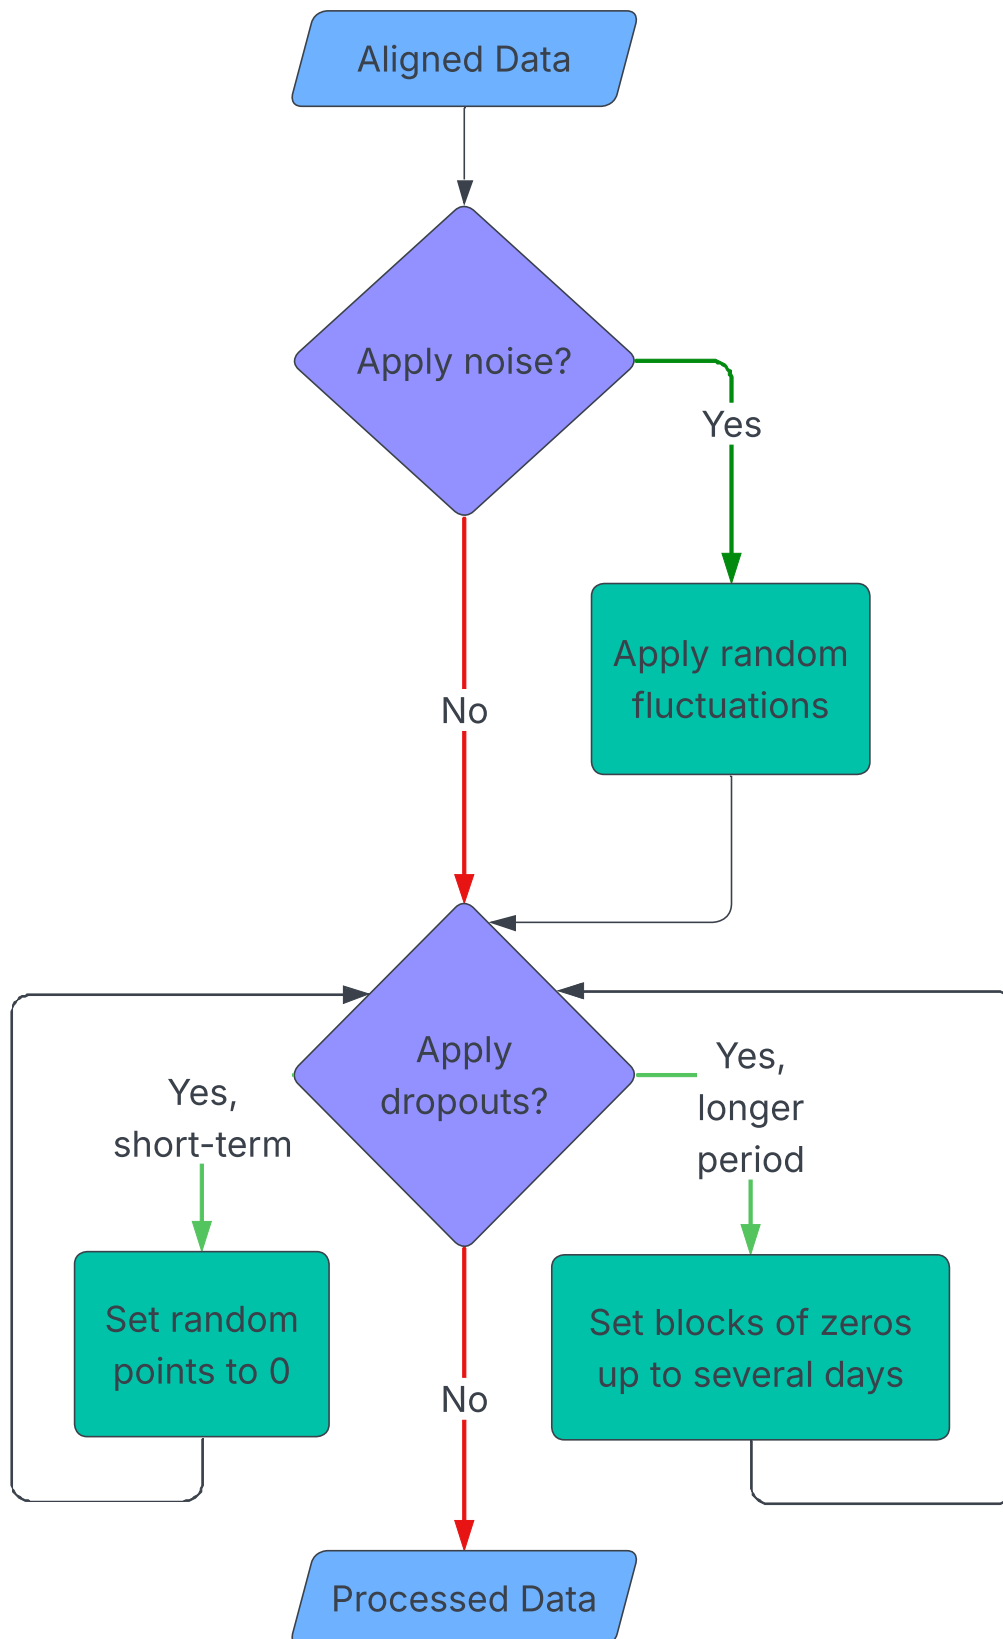 Aligned Data
Apply noise?
Yes
Apply random
fluctuations
No
Apply
dropouts?
Yes,
short-term
Yes,
longer
period
Set random
points to 0
Set blocks of zeros
up to several days
No
Processed Data